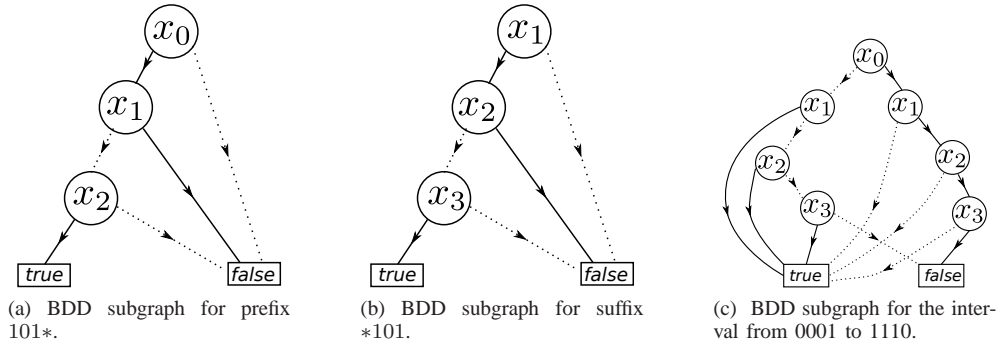 x₀
x₁
x₂
true
false
(a) BDD subgraph for prefix
101∗.
x₁
x₂
x₃
true
false
(b) BDD subgraph for suffix
∗101.
x₀
x₁
x₁
x₂
x₂
x₃
x₃
true
false
(c) BDD subgraph for the inter-
val from 0001 to 1110.